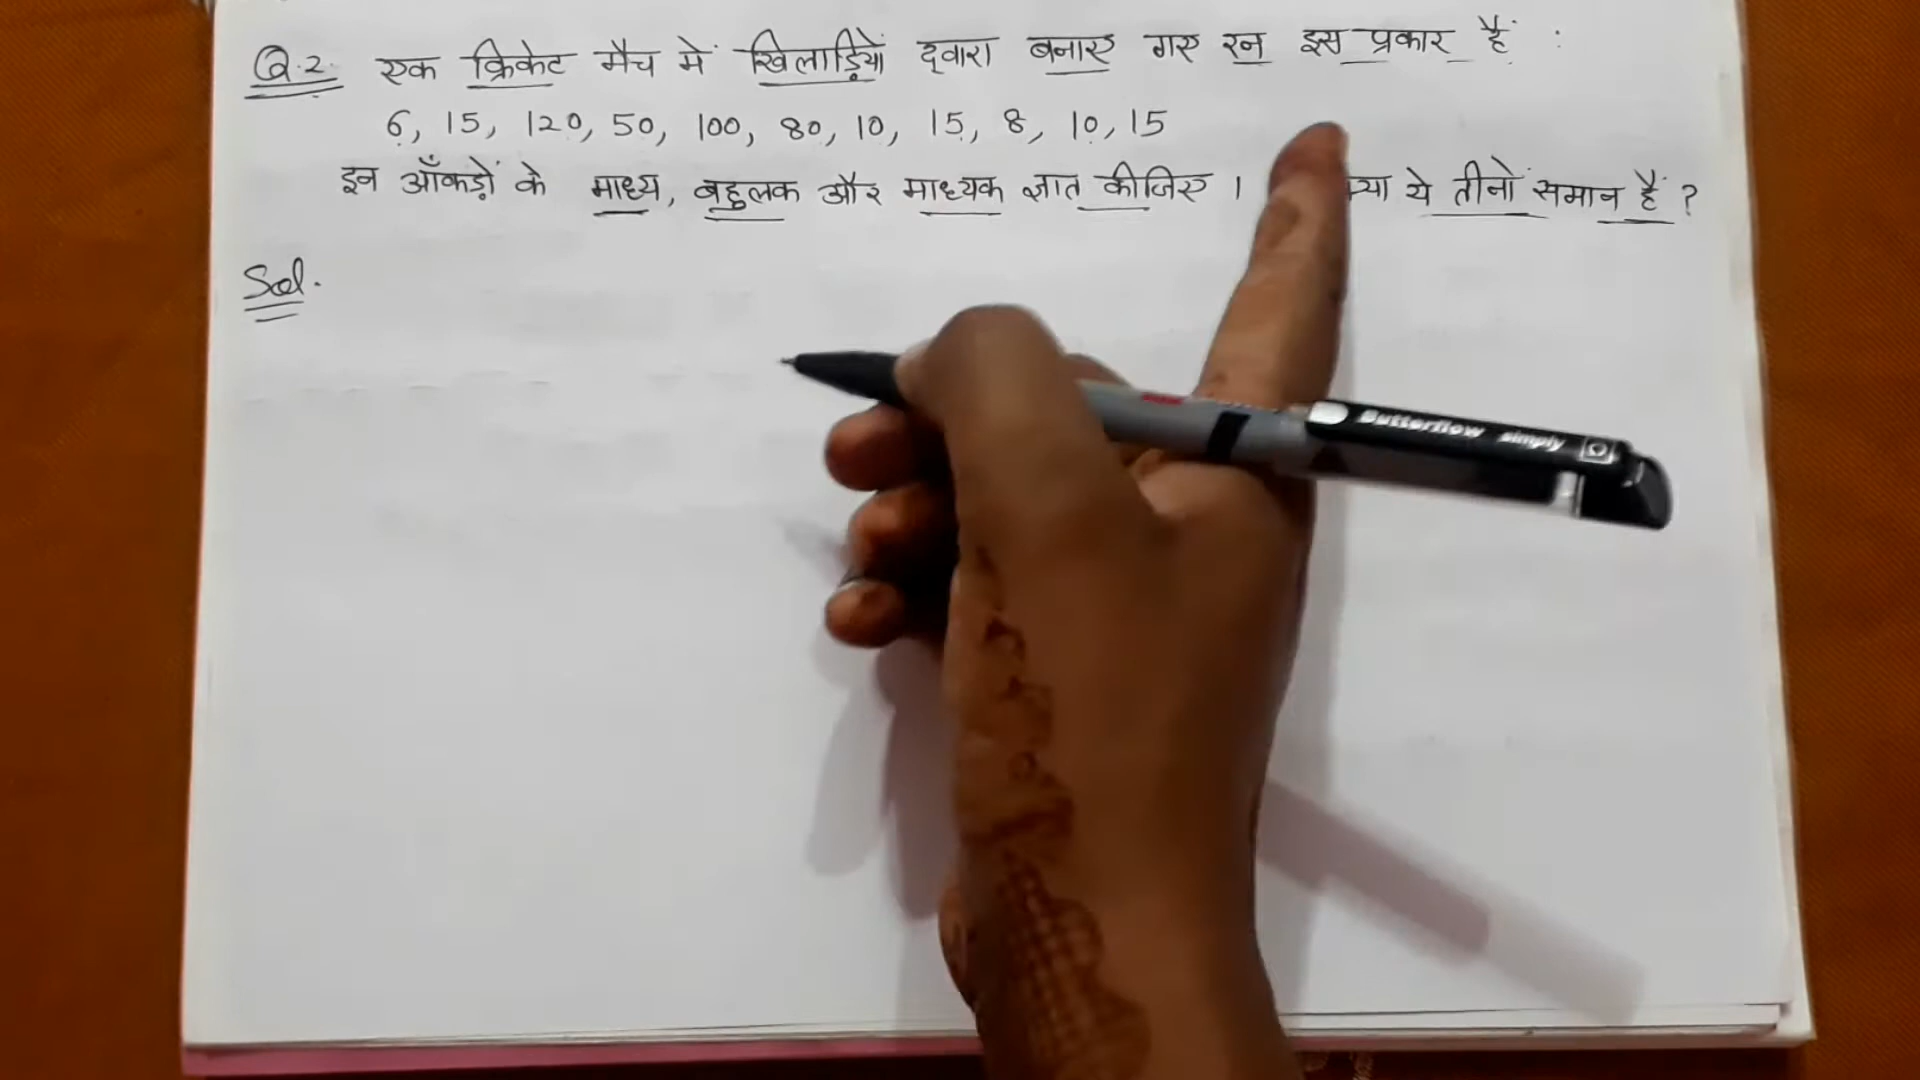 Q.2. एक क्रिकेट मैच में खिलाड़ियों द्वारा बनाए गए रन इस प्रकार हैं :
6, 15, 120, 50, 100, 80, 10, 15, 8, 10, 15
इन आँकड़ों के माध्य, बहुलक और माध्यक ज्ञात कीजिए । ये तीनों समान हैं ?
Sol.
Butterflow simply